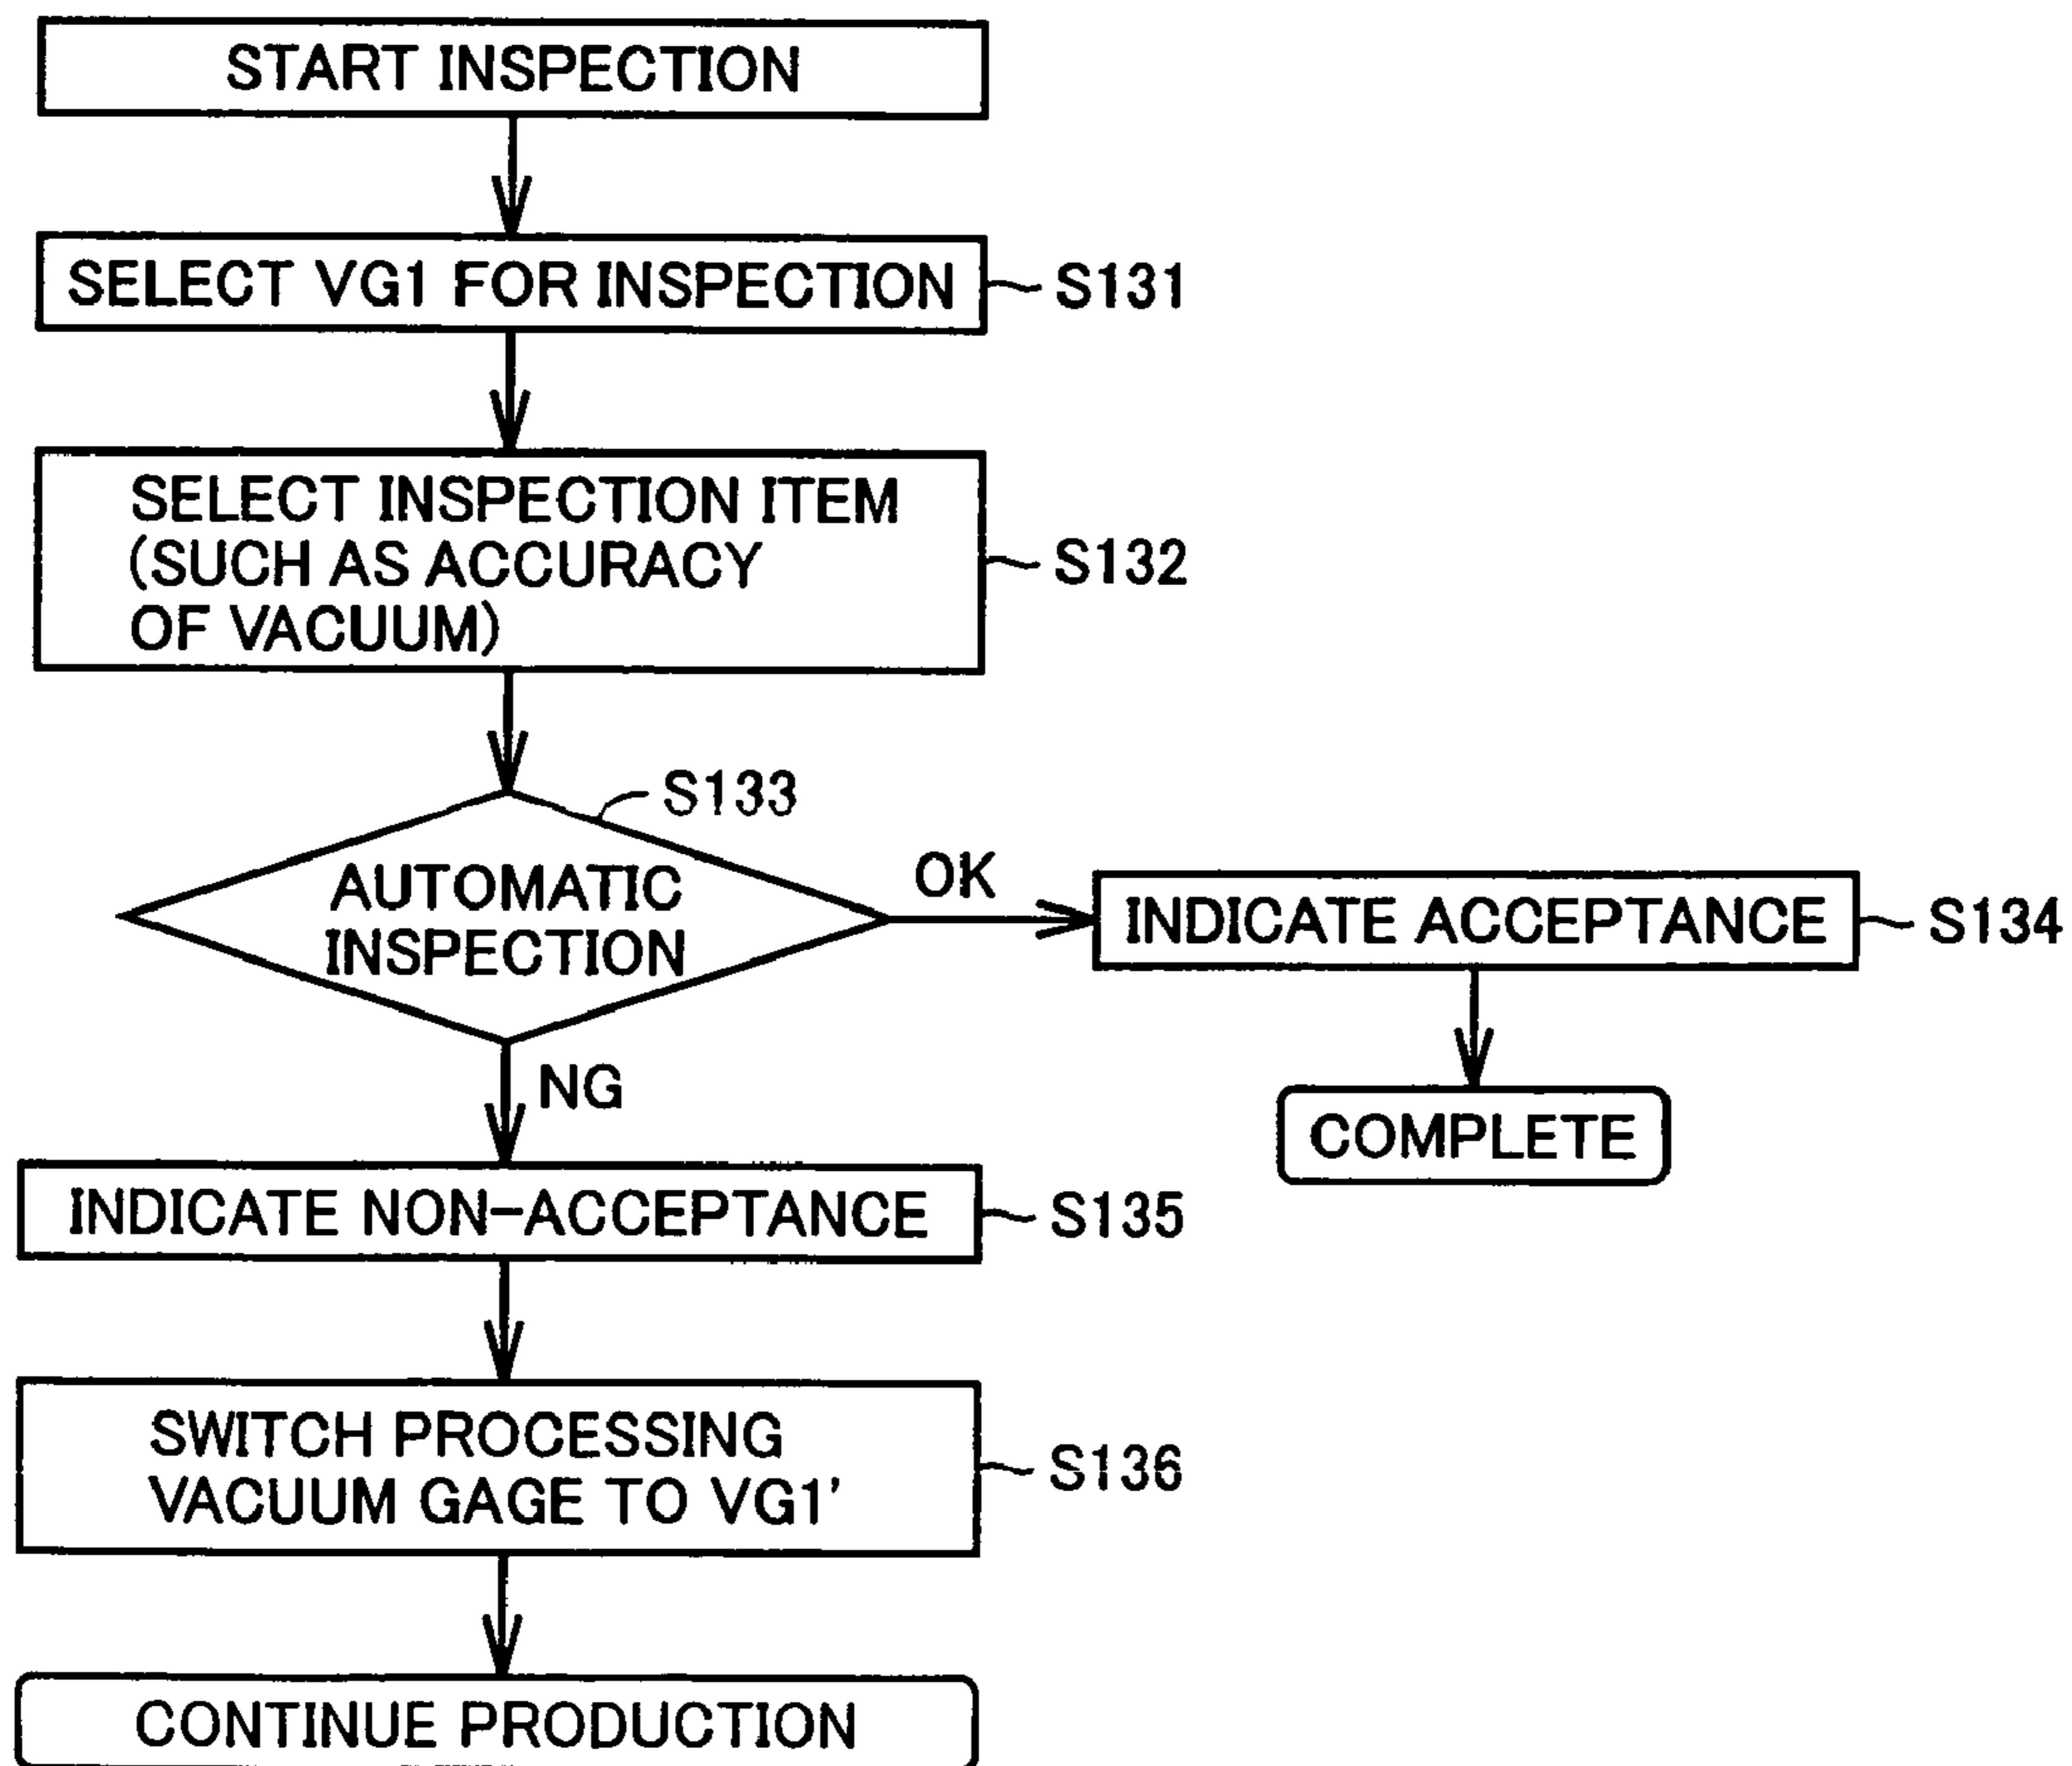 START INSPECTION
SELECT VG1 FOR INSPECTION
S131
SELECT INSPECTION ITEM
(SUCH AS ACCURACY
OF VACUUM)
S132
S133
AUTOMATIC
INSPECTION
OK
INDICATE ACCEPTANCE
S134
COMPLETE
NG
INDICATE NON-ACCEPTANCE
S135
SWITCH PROCESSING
VACUUM GAGE TO VG1'
S136
CONTINUE PRODUCTION